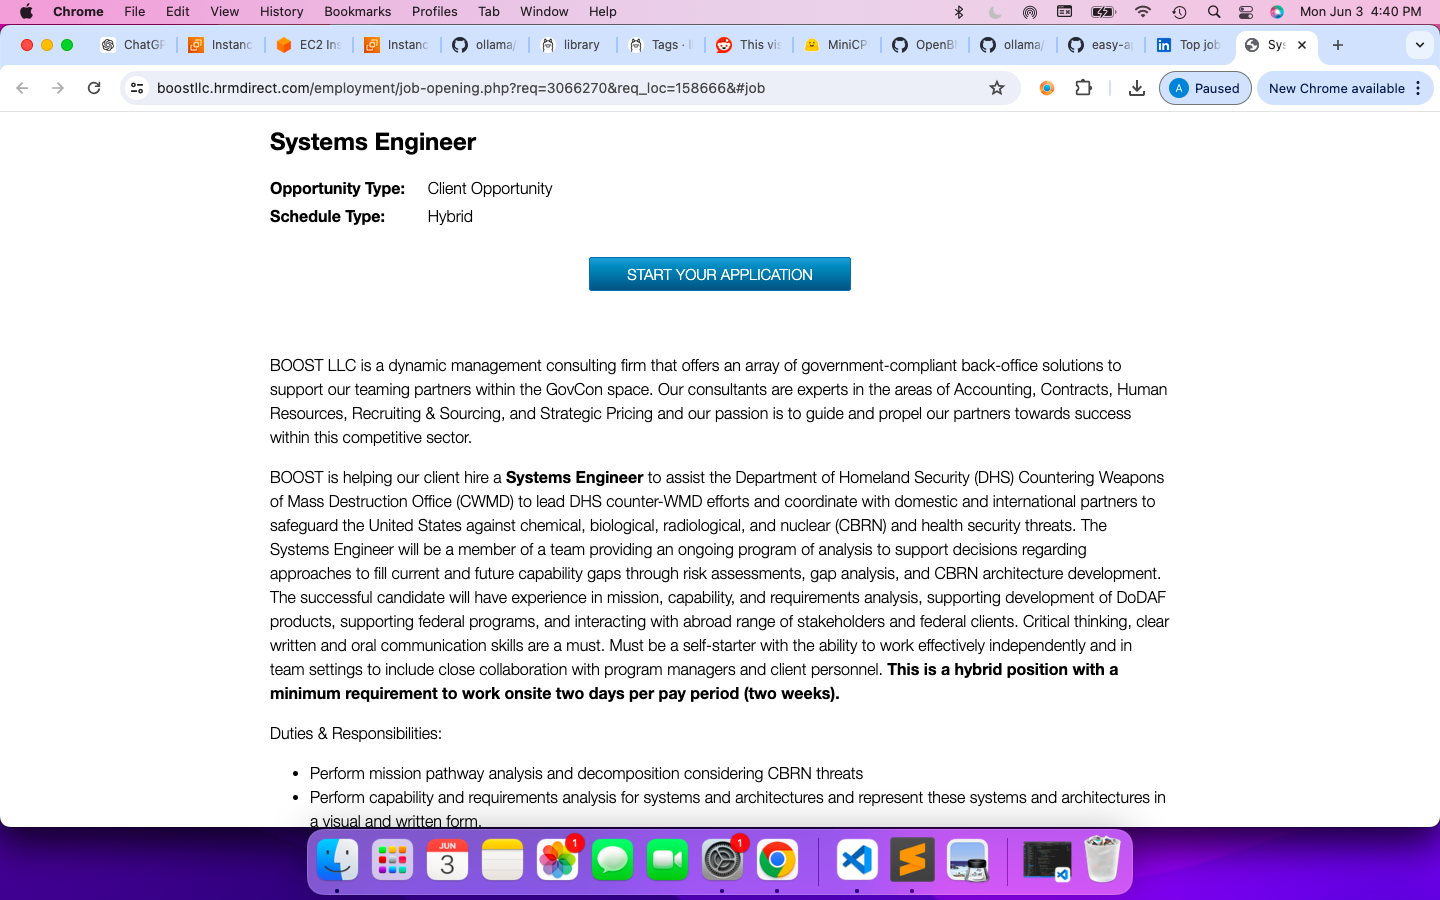 Chrome File Edit View History Bookmarks Profiles Tab Window Help Mon Jun 3 4:40 PM
ChatGP Instanc EC2 Ins Instanc ollama/ library Tags · This vis MiniCP OpenB ollama/ easy-a Top job Sys
boostllc.hrmdirect.com/employment/job-opening.php?req=3066270&req_loc=158666&#job A Paused New Chrome available
Systems Engineer
Opportunity Type: Client Opportunity
Schedule Type: Hybrid
START YOUR APPLICATION
BOOST LLC is a dynamic management consulting firm that offers an array of government-compliant back-office solutions to
support our teaming partners within the GovCon space. Our consultants are experts in the areas of Accounting, Contracts, Human
Resources, Recruiting & Sourcing, and Strategic Pricing and our passion is to guide and propel our partners towards success
within this competitive sector.
BOOST is helping our client hire a Systems Engineer to assist the Department of Homeland Security (DHS) Countering Weapons
of Mass Destruction Office (CWMD) to lead DHS counter-WMD efforts and coordinate with domestic and international partners to
safeguard the United States against chemical, biological, radiological, and nuclear (CBRN) and health security threats. The
Systems Engineer will be a member of a team providing an ongoing program of analysis to support decisions regarding
approaches to fill current and future capability gaps through risk assessments, gap analysis, and CBRN architecture development.
The successful candidate will have experience in mission, capability, and requirements analysis, supporting development of DoDAF
products, supporting federal programs, and interacting with abroad range of stakeholders and federal clients. Critical thinking, clear
written and oral communication skills are a must. Must be a self-starter with the ability to work effectively independently and in
team settings to include close collaboration with program managers and client personnel. This is a hybrid position with a
minimum requirement to work onsite two days per pay period (two weeks).
Duties & Responsibilities:
• Perform mission pathway analysis and decomposition considering CBRN threats
• Perform capability and requirements analysis for systems and architectures and represent these systems and architectures in
a visual and written form.
JUN 1 1
3